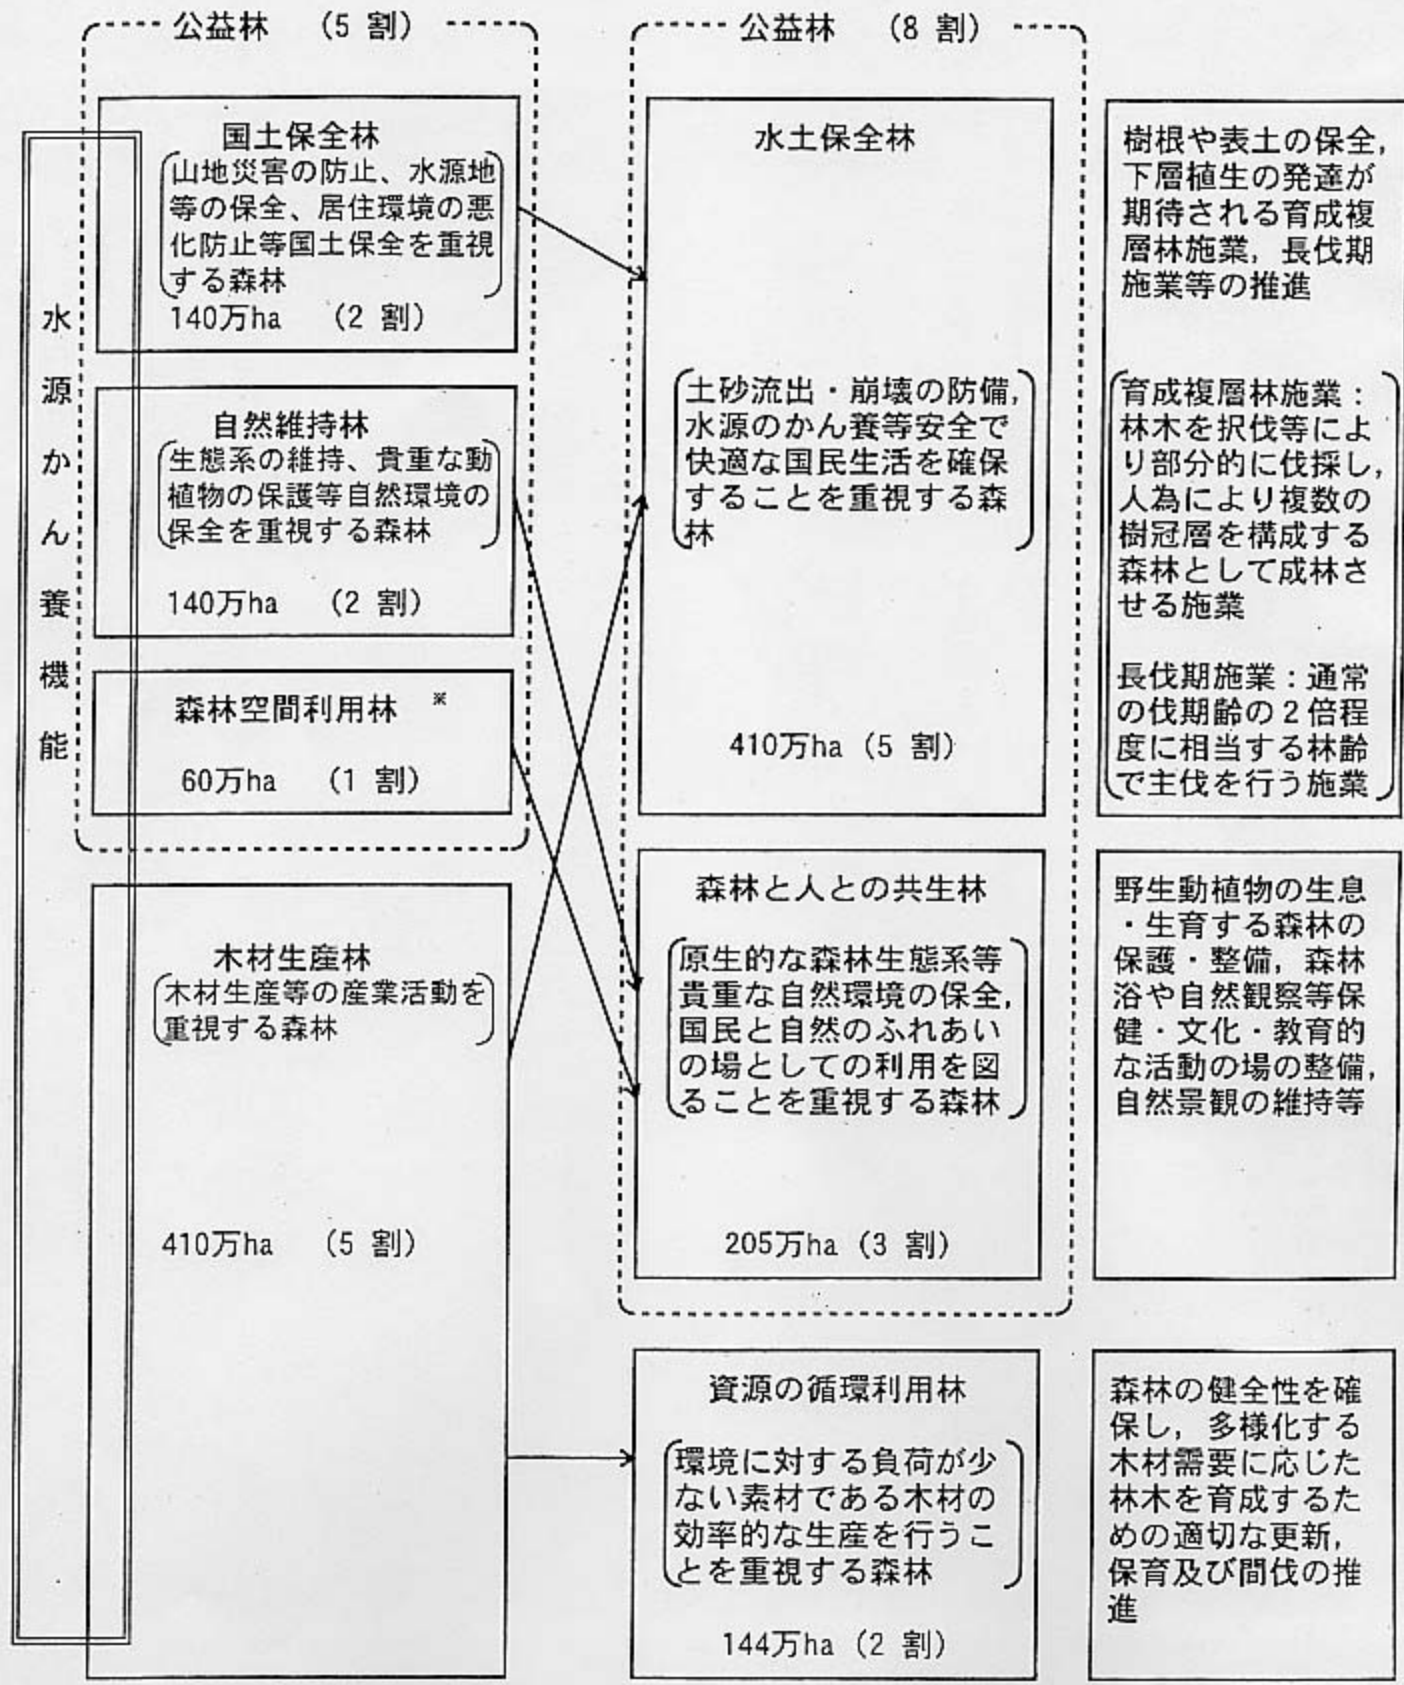 公益林 （5 割）
国土保全林
山地災害の防止、水源地
等の保全、居住環境の悪
化防止等国土保全を重視
する森林
140万ha （2 割）
水源かん養機能
自然維持林
生態系の維持、貴重な動
植物の保護等自然環境の
保全を重視する森林
140万ha （2 割）
森林空間利用林 ※
60万ha （1 割）
木材生産林
木材生産等の産業活動を
重視する森林
410万ha （5 割）
公益林 （8 割）
水土保全林
土砂流出・崩壊の防備，
水源のかん養等安全で
快適な国民生活を確保
することを重視する森
林
410万ha（5 割）
森林と人との共生林
原生的な森林生態系等
貴重な自然環境の保全，
国民と自然のふれあい
の場としての利用を図
ることを重視する森林
205万ha（3 割）
資源の循環利用林
環境に対する負荷が少
ない素材である木材の
効率的な生産を行うこ
とを重視する森林
144万ha（2 割）
樹根や表土の保全，
下層植生の発達が
期待される育成複
層林施業，長伐期
施業等の推進
育成複層林施業：
林木を択伐等によ
り部分的に伐採し，
人為により複数の
樹冠層を構成する
森林として成林さ
せる施業
長伐期施業：通常
の伐期齢の２倍程
度に相当する林齢
で主伐を行う施業
野生動植物の生息
・生育する森林の
保護・整備，森林
浴や自然観察等保
健・文化・教育的
な活動の場の整備，
自然景観の維持等
森林の健全性を確
保し，多様化する
木材需要に応じた
林木を育成するた
めの適切な更新，
保育及び間伐の推
進